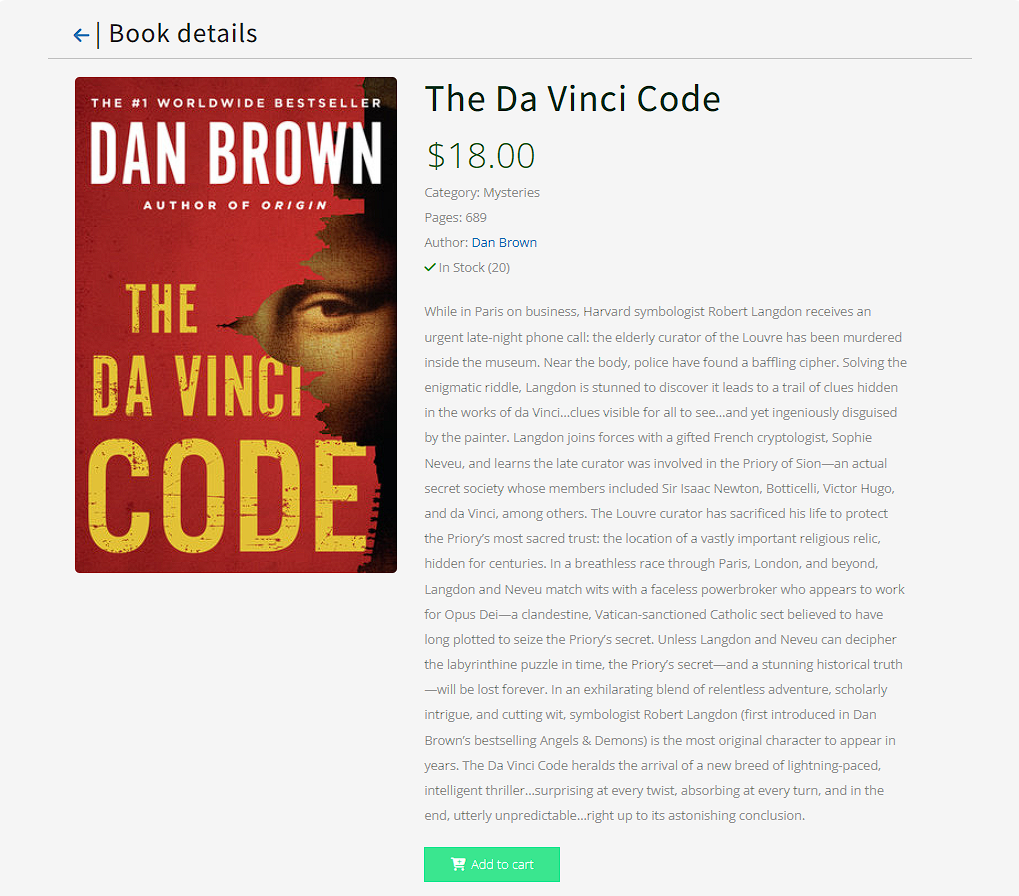 Book details
THE #1 WORLDWIDE BESTSELLER
DAN BROWN
AUTHOR OF ORIGIN
THE
DA VINCI
CODE
The Da Vinci Code
$18.00
Category: Mysteries
Pages: 689
Author: Dan Brown
In Stock (20)
While in Paris on business, Harvard symbologist Robert Langdon receives an
urgent late-night phone call: the elderly curator of the Louvre has been murdered
inside the museum. Near the body, police have found a baffling cipher. Solving the
enigmatic riddle, Langdon is stunned to discover it leads to a trail of clues hidden
in the works of da Vinci…clues visible for all to see…and yet ingeniously disguised
by the painter. Langdon joins forces with a gifted French cryptologist, Sophie
Neveu, and learns the late curator was involved in the Priory of Sion—an actual
secret society whose members included Sir Isaac Newton, Botticelli, Victor Hugo,
and da Vinci, among others. The Louvre curator has sacrificed his life to protect
the Priory’s most sacred trust: the location of a vastly important religious relic,
hidden for centuries. In a breathless race through Paris, London, and beyond,
Langdon and Neveu match wits with a faceless powerbroker who appears to work
for Opus Dei—a clandestine, Vatican-sanctioned Catholic sect believed to have
long plotted to seize the Priory’s secret. Unless Langdon and Neveu can decipher
the labyrinthine puzzle in time, the Priory’s secret—and a stunning historical truth
—will be lost forever. In an exhilarating blend of relentless adventure, scholarly
intrigue, and cutting wit, symbologist Robert Langdon (first introduced in Dan
Brown’s bestselling Angels & Demons) is the most original character to appear in
years. The Da Vinci Code heralds the arrival of a new breed of lightning-paced,
intelligent thriller…surprising at every twist, absorbing at every turn, and in the
end, utterly unpredictable…right up to its astonishing conclusion.
Add to cart